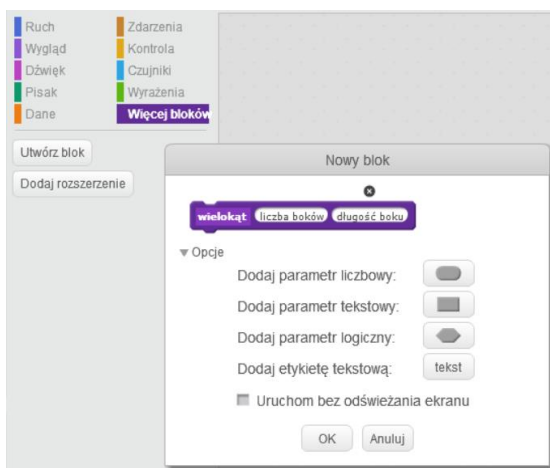 Ruch Zdarzenia
Wygląd Kontrola
Dźwięk Czujniki
Pisak Wyrażenia
Dane Więcej bloków
Utwórz blok
Dodaj rozszerzenie
Nowy blok
wielokąt liczba boków długość boku
Opcje
Dodaj parametr liczbowy:
Dodaj parametr tekstowy:
Dodaj parametr logiczny:
Dodaj etykietę tekstową: tekst
Uruchom bez odświeżania ekranu
OK Anuluj